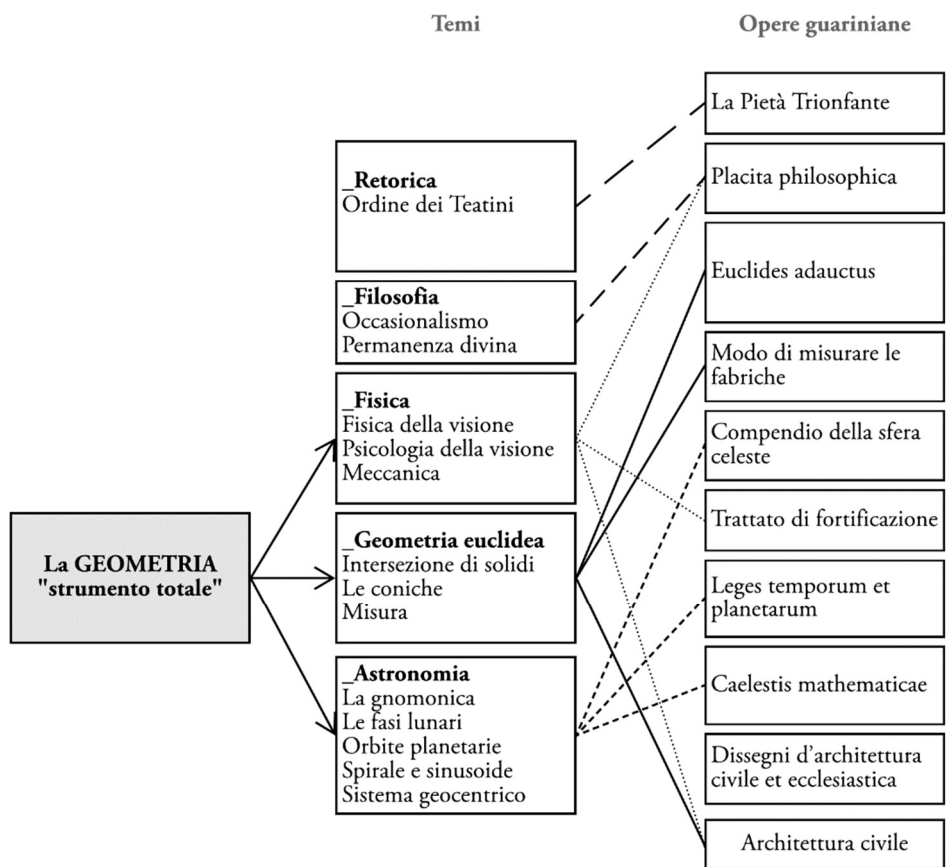 Temi
Opere guariniane
La GEOMETRIA
"strumento totale"
_Retorica
Ordine dei Teatini
_Filosofia
Occasionalismo
Permanenza divina
_Fisica
Fisica della visione
Psicologia della visione
Meccanica
_Geometria euclidea
Intersezione di solidi
Le coniche
Misura
_Astronomia
La gnomonica
Le fasi lunari
Orbite planetarie
Spirale e sinusoide
Sistema geocentrico
La Pietà Trionfante
Placita philosophica
Euclides adauctus
Modo di misurare le
fabriche
Compendio della sfera
celeste
Trattato di fortificazione
Leges temporum et
planetarum
Caelestis mathematicae
Dissegni d'architettura
civile et ecclesiastica
Architettura civile